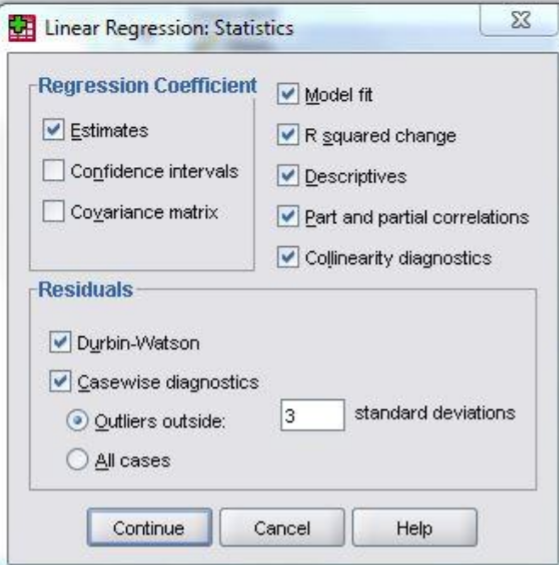 Linear Regression: Statistics
Regression Coefficient
Estimates
Confidence intervals
Covariance matrix
Model fit
R squared change
Descriptives
Part and partial correlations
Collinearity diagnostics
Residuals
Durbin-Watson
Casewise diagnostics
Outliers outside: 3 standard deviations
All cases
Continue Cancel Help